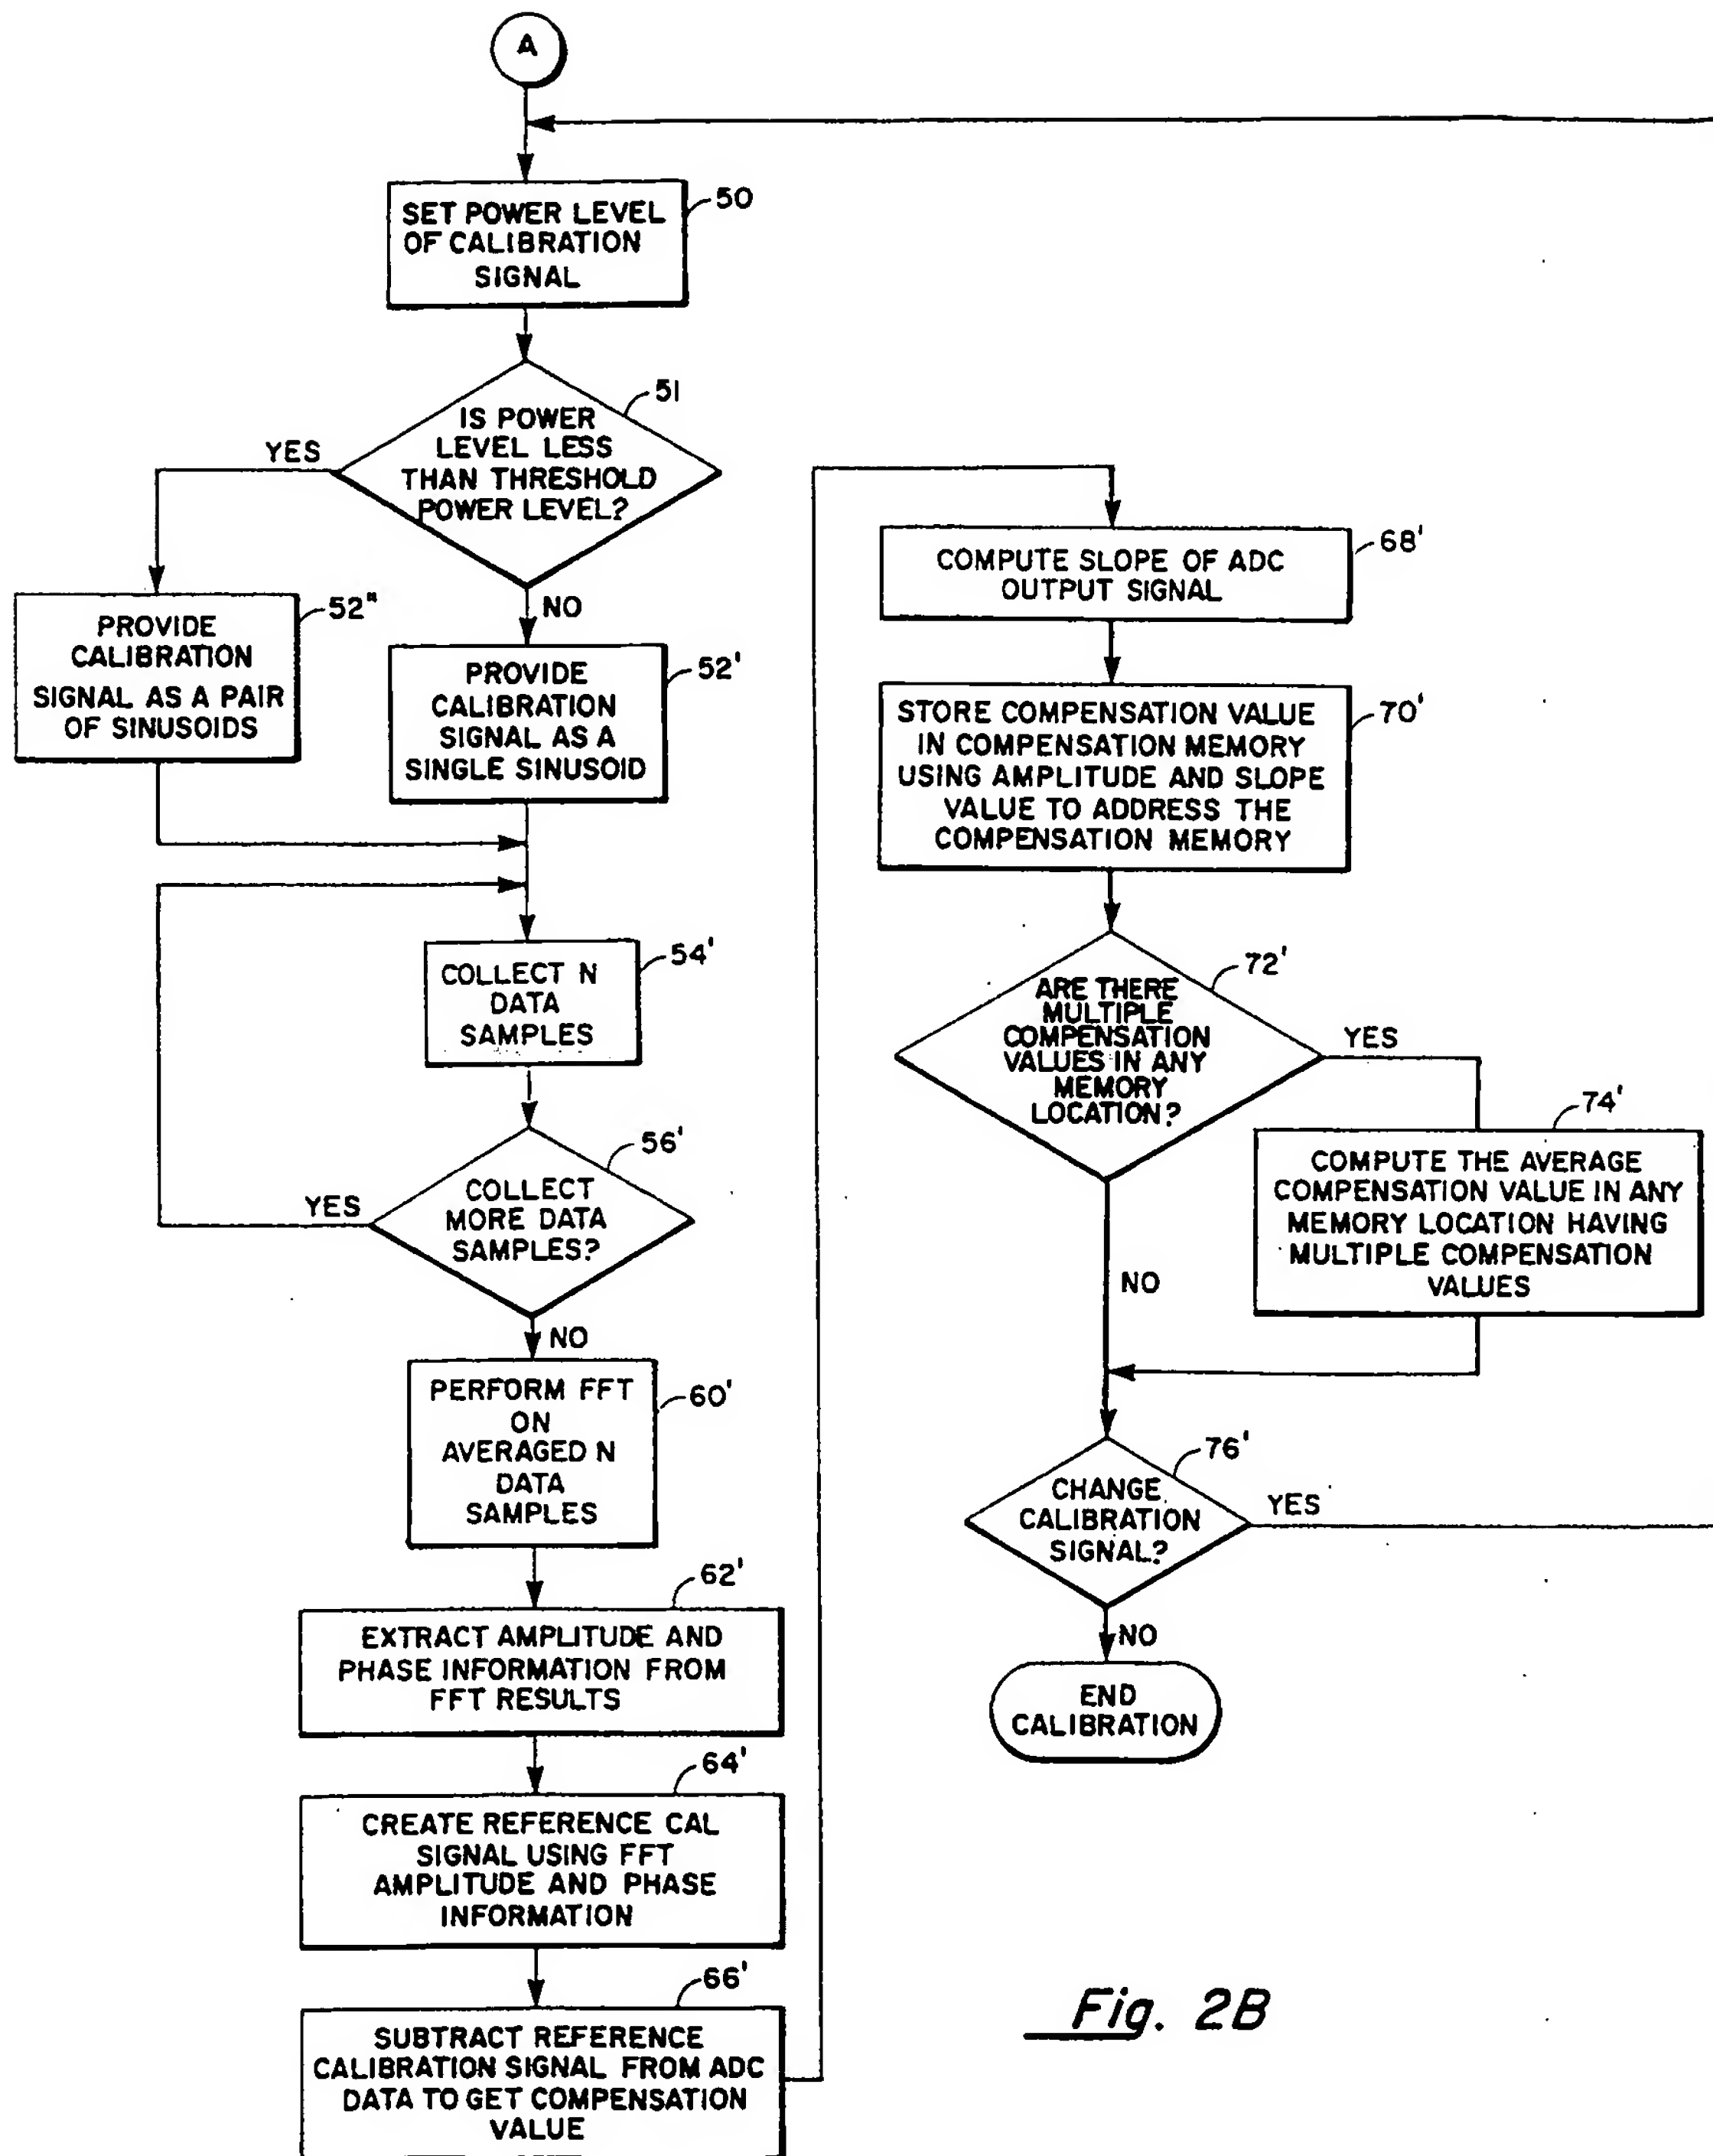 A
SET POWER LEVEL
OF CALIBRATION
SIGNAL
50
IS POWER
LEVEL LESS
THAN THRESHOLD
POWER LEVEL?
51
YES
NO
PROVIDE
CALIBRATION
SIGNAL AS A PAIR
OF SINUSOIDS
52"
PROVIDE
CALIBRATION
SIGNAL AS A
SINGLE SINUSOID
52'
COLLECT N
DATA
SAMPLES
54'
COLLECT
MORE DATA
SAMPLES?
56'
YES
NO
PERFORM FFT
ON
AVERAGED N
DATA
SAMPLES
60'
EXTRACT AMPLITUDE AND
PHASE INFORMATION FROM
FFT RESULTS
62'
CREATE REFERENCE CAL
SIGNAL USING FFT
AMPLITUDE AND PHASE
INFORMATION
64'
SUBTRACT REFERENCE
CALIBRATION SIGNAL FROM ADC
DATA TO GET COMPENSATION
VALUE
66'
COMPUTE SLOPE OF ADC
OUTPUT SIGNAL
68'
STORE COMPENSATION VALUE
IN COMPENSATION MEMORY
USING AMPLITUDE AND SLOPE
VALUE TO ADDRESS THE
COMPENSATION MEMORY
70'
ARE THERE
MULTIPLE
COMPENSATION
VALUES IN ANY
MEMORY
LOCATION?
72'
YES
NO
COMPUTE THE AVERAGE
COMPENSATION VALUE IN ANY
MEMORY LOCATION HAVING
MULTIPLE COMPENSATION
VALUES
74'
CHANGE
CALIBRATION
SIGNAL?
76'
YES
NO
END
CALIBRATION
Fig. 2B